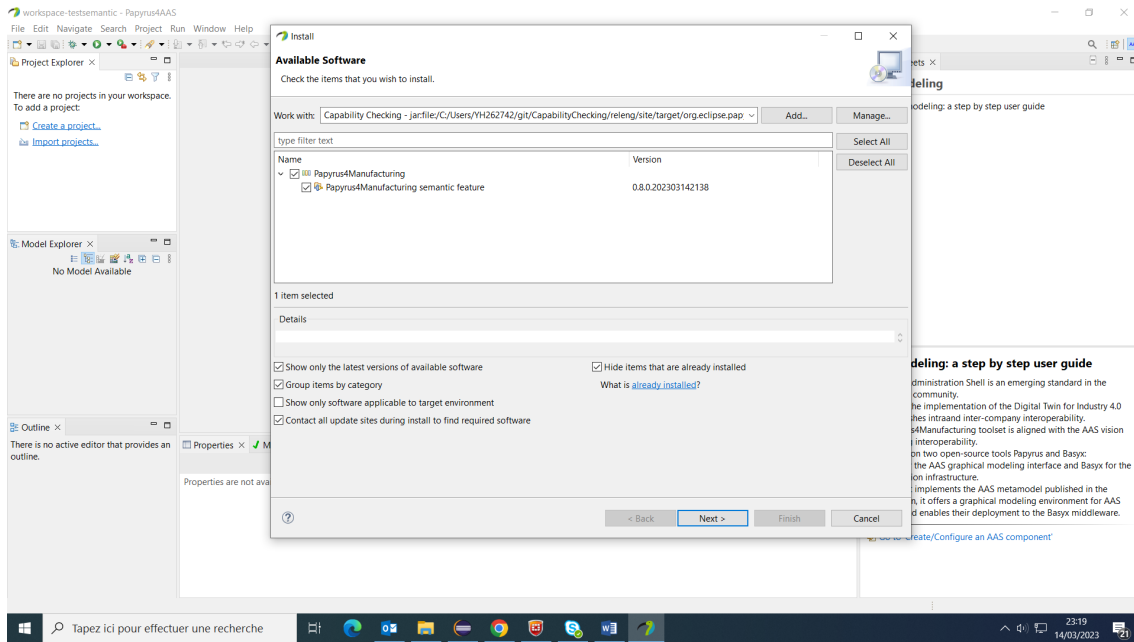 workspace-testsemantic - Papyrus4AAS
File Edit Navigate Search Project Run Window Help
Project Explorer
There are no projects in your workspace.
To add a project:
Create a project...
Import projects...
Model Explorer
No Model Available
Outline
There is no active editor that provides an
outline.
Properties
Properties are not ava
Install
Available Software
Check the items that you wish to install.
Work with: Capability Checking - jar:file:/C:/Users/YH262742/git/CapabilityChecking/releng/site/target/org.eclipse.pap
Add...
Manage...
type filter text
Select All
Deselect All
Name Version
Papyrus4Manufacturing
Papyrus4Manufacturing semantic feature 0.8.0.202303142138
1 item selected
Details
Show only the latest versions of available software
Hide items that are already installed
Group items by category
What is already installed?
Show only software applicable to target environment
Contact all update sites during install to find required software
< Back Next > Finish Cancel
eets
deling
odeling: a step by step user guide
deling: a step by step user guide
dministration Shell is an emerging standard in the
community.
he implementation of the Digital Twin for Industry 4.0
hes intraand inter-company interoperability.
s4Manufacturing toolset is aligned with the AAS vision
interoperability.
on two open-source tools Papyrus and Basyx:
the AAS graphical modeling interface and Basyx for the
ion infrastructure.
implements the AAS metamodel published in the
n, it offers a graphical modeling environment for AAS
d enables their deployment to the Basyx middleware.
Create/Configure an AAS component'
Tapez ici pour effectuer une recherche
23:19
14/03/2023
21